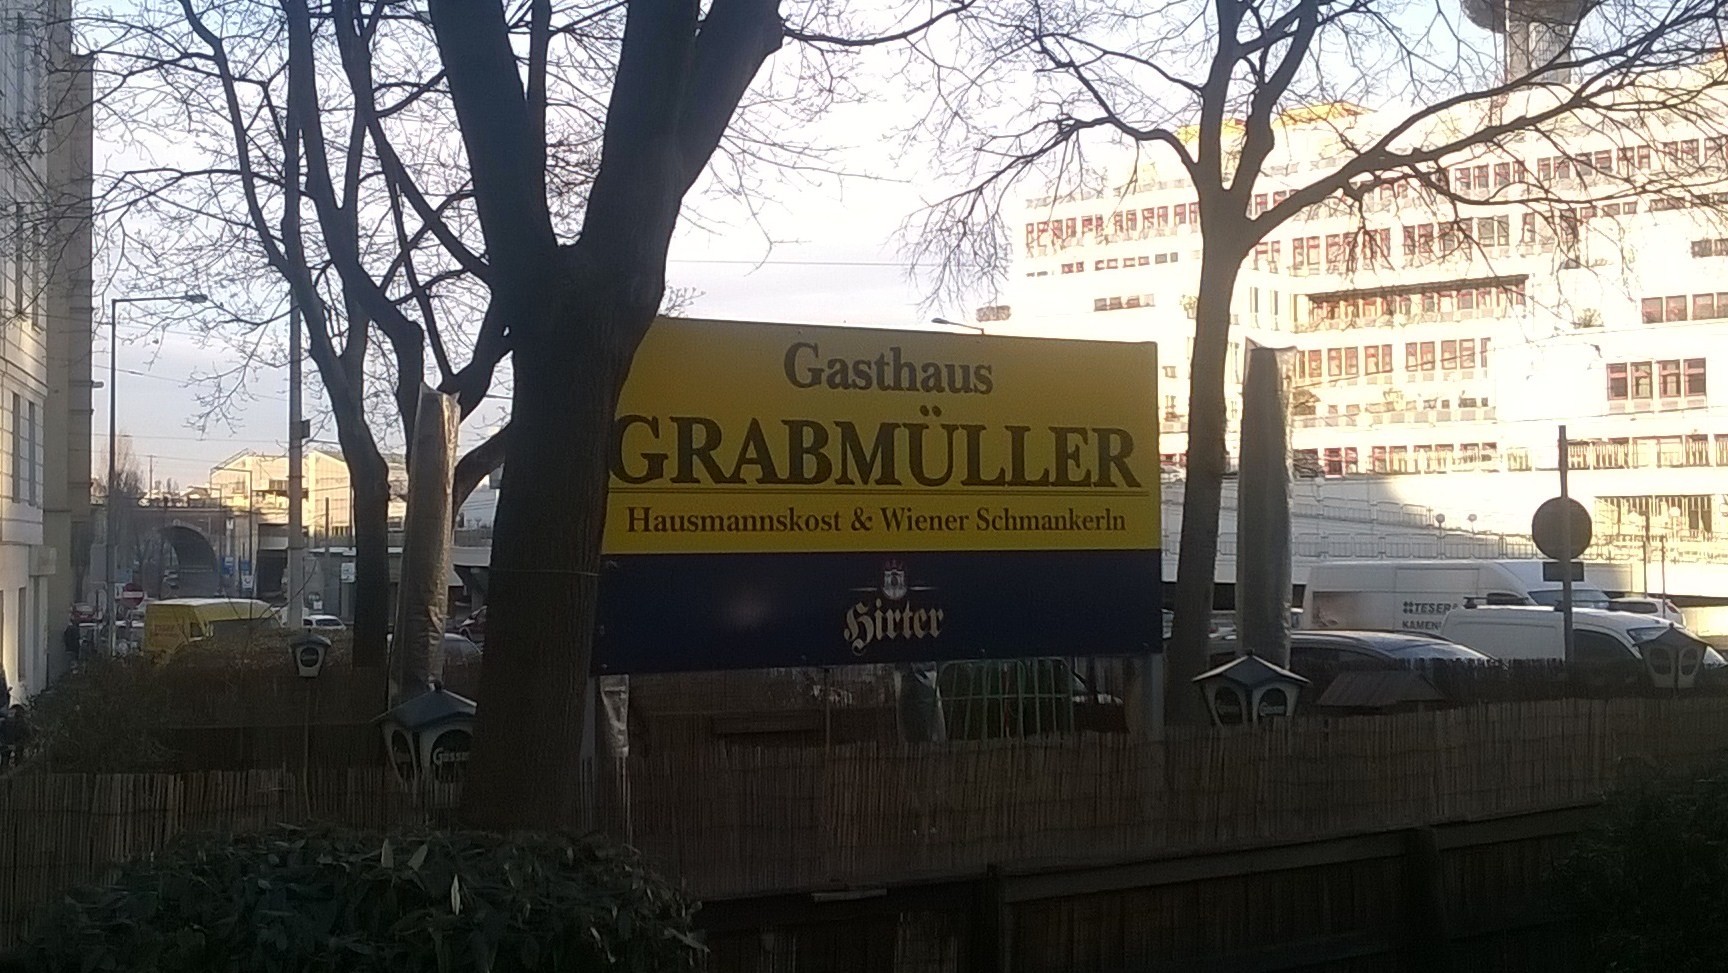 Gasthaus
GRABMÜLLER
Hausmannskost & Wiener Schmankerln
Hirter